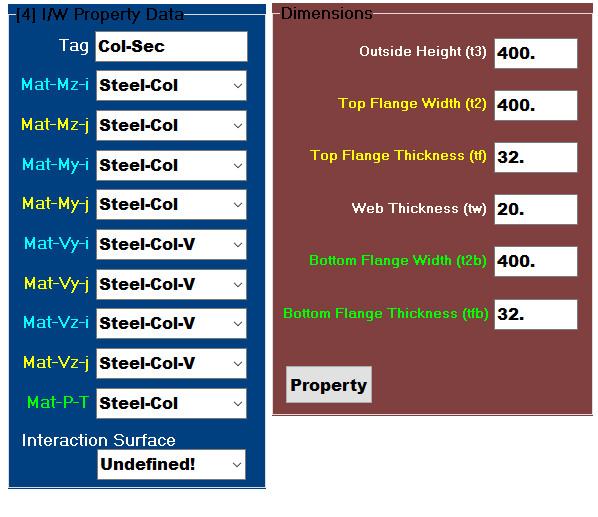 [4] I/W Property Data
Tag Col-Sec
Mat-Mz-i Steel-Col
Mat-Mz-j Steel-Col
Mat-My-i Steel-Col
Mat-My-j Steel-Col
Mat-Vy-i Steel-Col-V
Mat-Vy-j Steel-Col-V
Mat-Vz-i Steel-Col-V
Mat-Vz-j Steel-Col-V
Mat-P-T Steel-Col
Interaction Surface
Undefined!
Dimensions
Outside Height (t3) 400.
Top Flange Width (t2) 400.
Top Flange Thickness (tf) 32.
Web Thickness (tw) 20.
Bottom Flange Width (t2b) 400.
Bottom Flange Thickness (tfb) 32.
Property